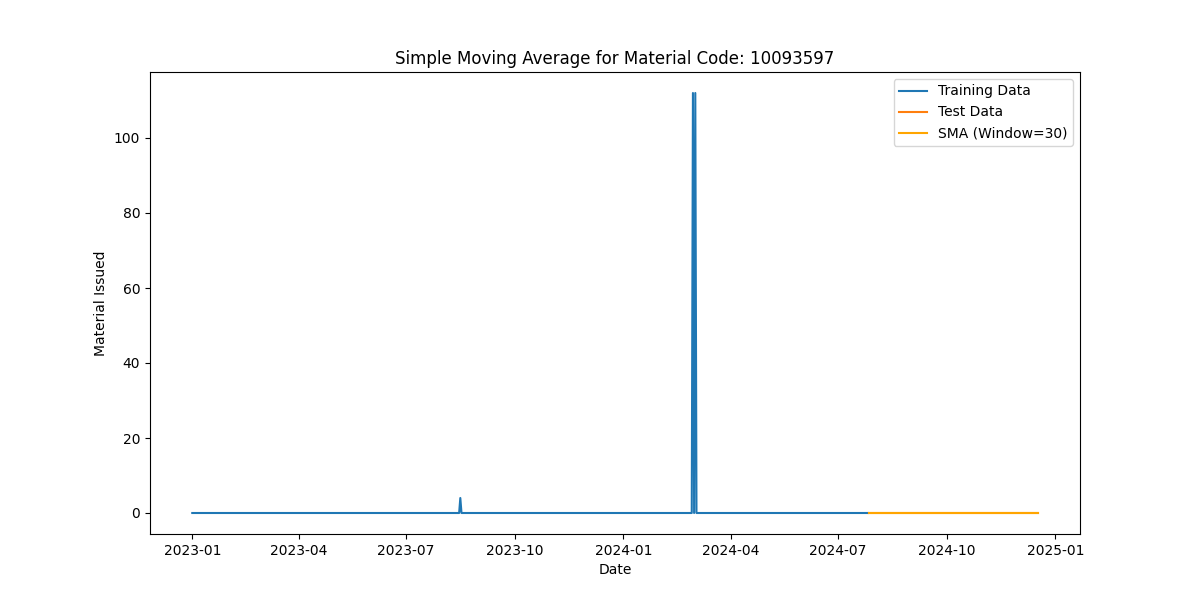 Simple Moving Average for Material Code: 10093597
Training Data
Test Data
SMA (Window=30)
Material Issued
100
80
60
40
20
0
2023-01 2023-04 2023-07 2023-10 2024-01 2024-04 2024-07 2024-10 2025-01
Date